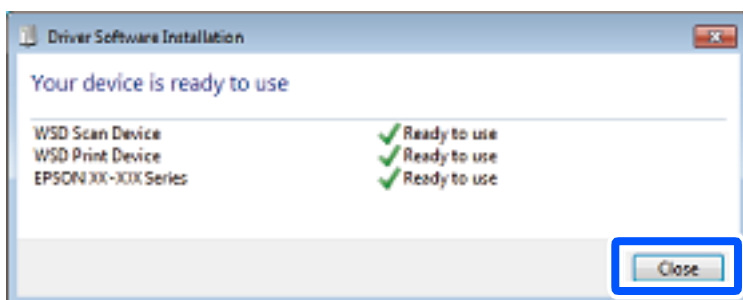 Driver Software Installation
Your device is ready to use
WSD Scan Device Ready to use
WSD Print Device Ready to use
EPSON XX-XXX Series Ready to use
Close